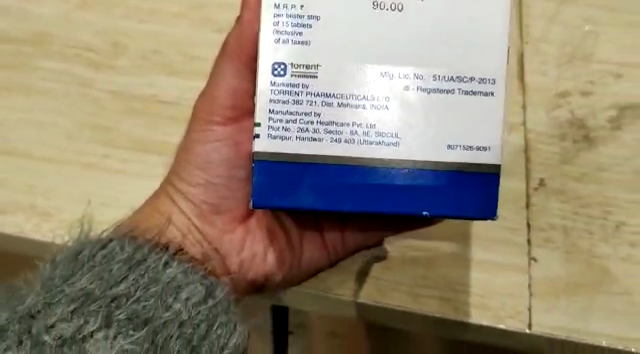 M.R.P. ₹
90.00
per blister strip
of 15 tablets
(Inclusive
of all taxes)
torrent
PHARMA
Mfg. Lic. No.: 51/UA/SC/P-2013
® - Registered Trademark
Marketed by
TORRENT PHARMACEUTICALS LTD.
Indrad-382 721, Dist. Mehsana, INDIA
Manufactured by
Pure and Cure Healthcare Pvt. Ltd.
Plot No.: 26A-30, Sector - 8A, IIE, SIDCUL,
Ranipur, Haridwar - 249 403 (Uttarakhand)
8071526-9091